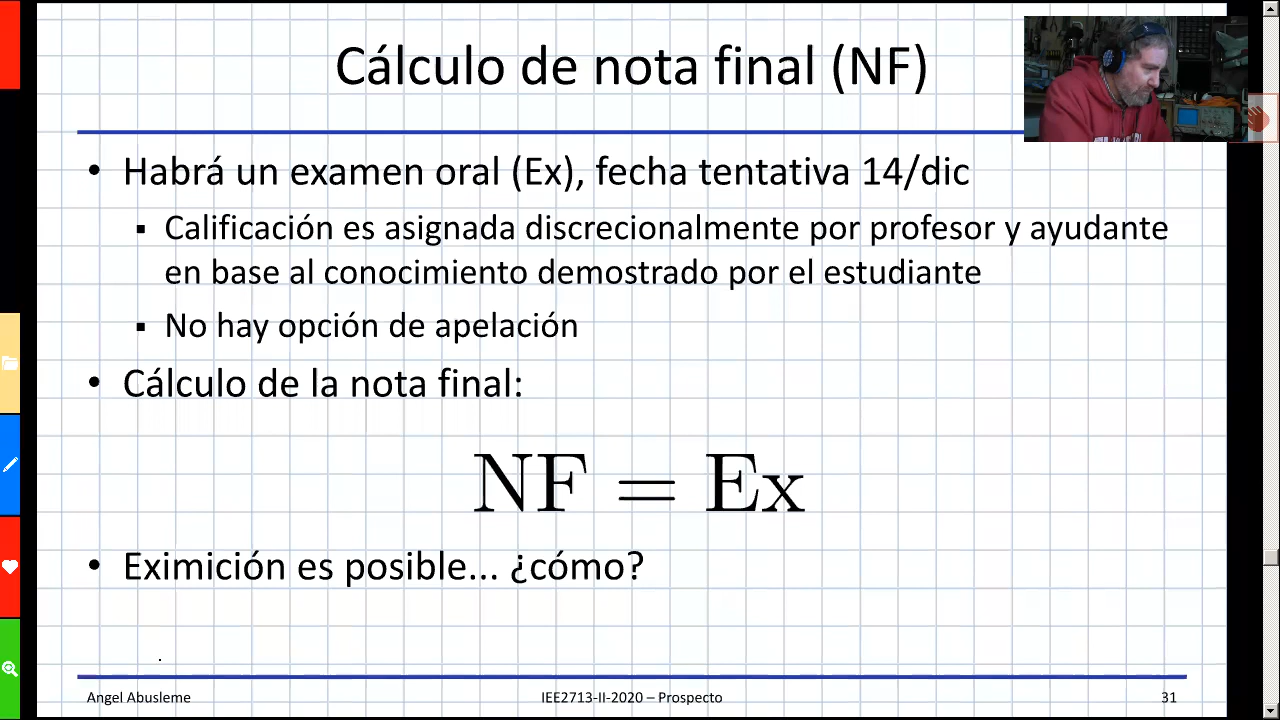 Cálculo de nota final (NF)
• Habrá un examen oral (Ex), fecha tentativa 14/dic
▪ Calificación es asignada discrecionalmente por profesor y ayudante
en base al conocimiento demostrado por el estudiante
▪ No hay opción de apelación
• Cálculo de la nota final:
NF = Ex
• Eximición es posible... ¿cómo?
Angel Abusleme IEE2713-II-2020 – Prospecto 31